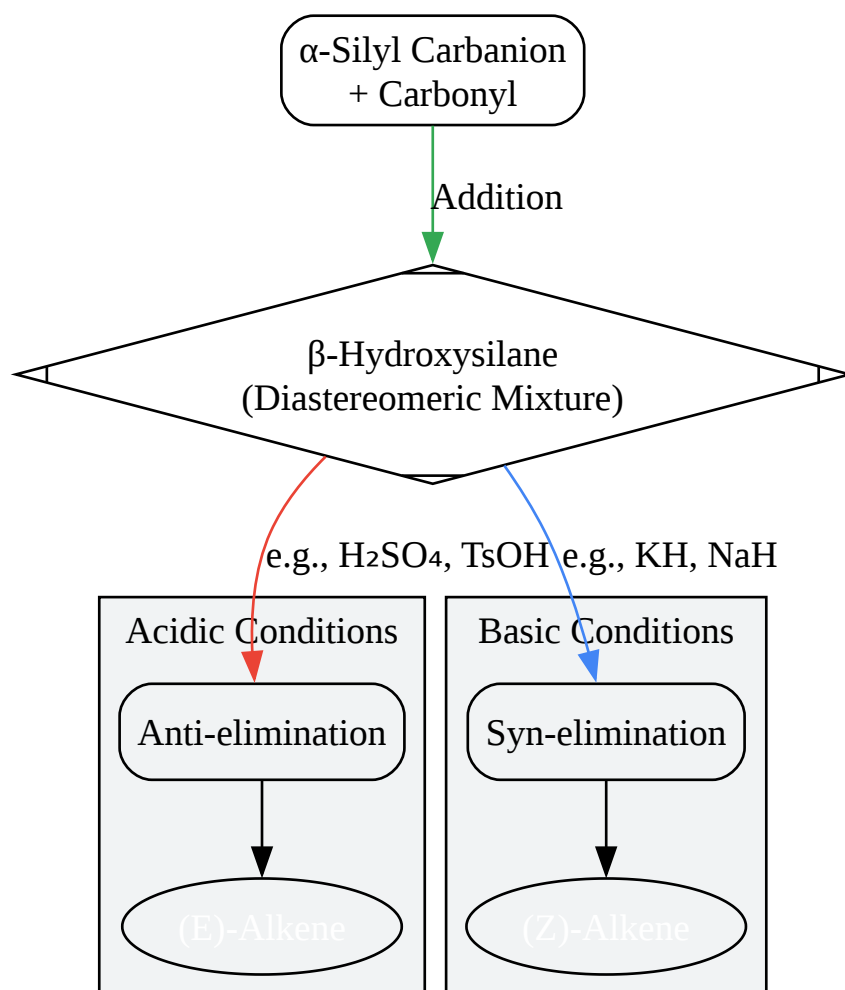 α-Silyl Carbanion
+ Carbonyl
Addition
β-Hydroxysilane
(Diastereomeric Mixture)
e.g., H₂SO₄, TsOH
e.g., KH, NaH
Acidic Conditions
Basic Conditions
Anti-elimination
Syn-elimination
(E)-Alkene
(Z)-Alkene